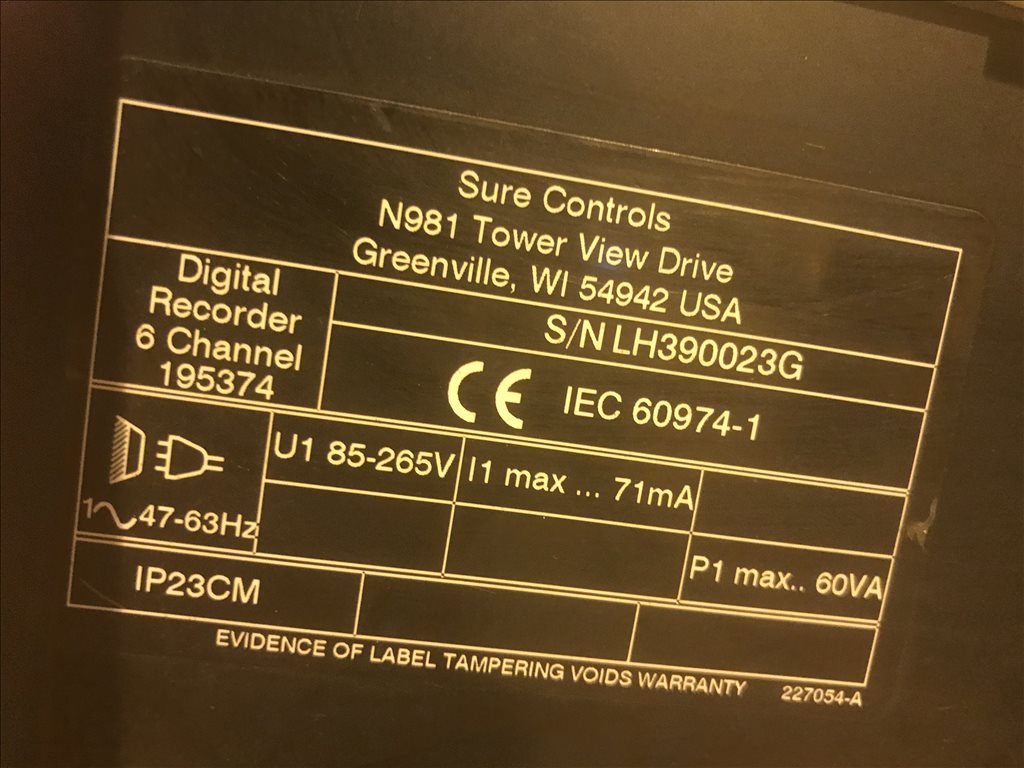 Sure Controls
N981 Tower View Drive
Greenville, WI 54942 USA
Digital
Recorder
6 Channel
195374
S/N LH390023G
CE IEC 60974-1
1~47-63Hz
U1 85-265V
I1 max ... 71mA
P1 max.. 60VA
IP23CM
EVIDENCE OF LABEL TAMPERING VOIDS WARRANTY
227054-A